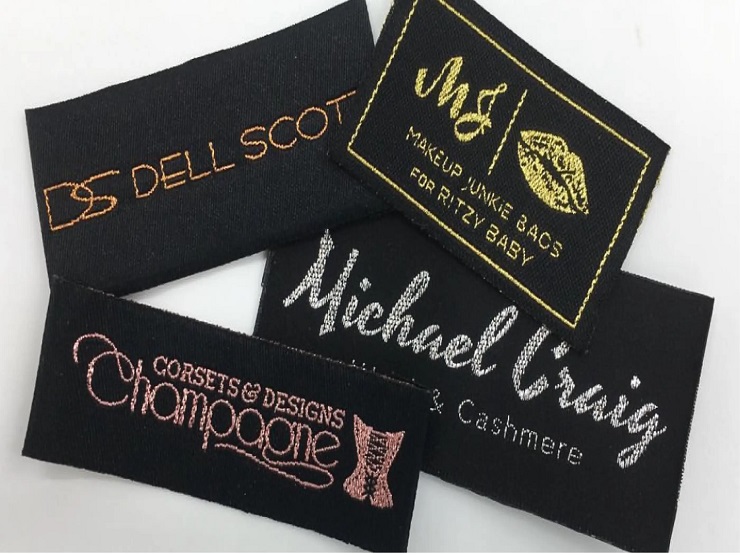 DS DELL SCOT
MJ
MAKEUP JUNKIE BAGS
FOR RITZY BABY
Michael Craig
& Cashmere
CORSETS & DESIGNS
Champagne